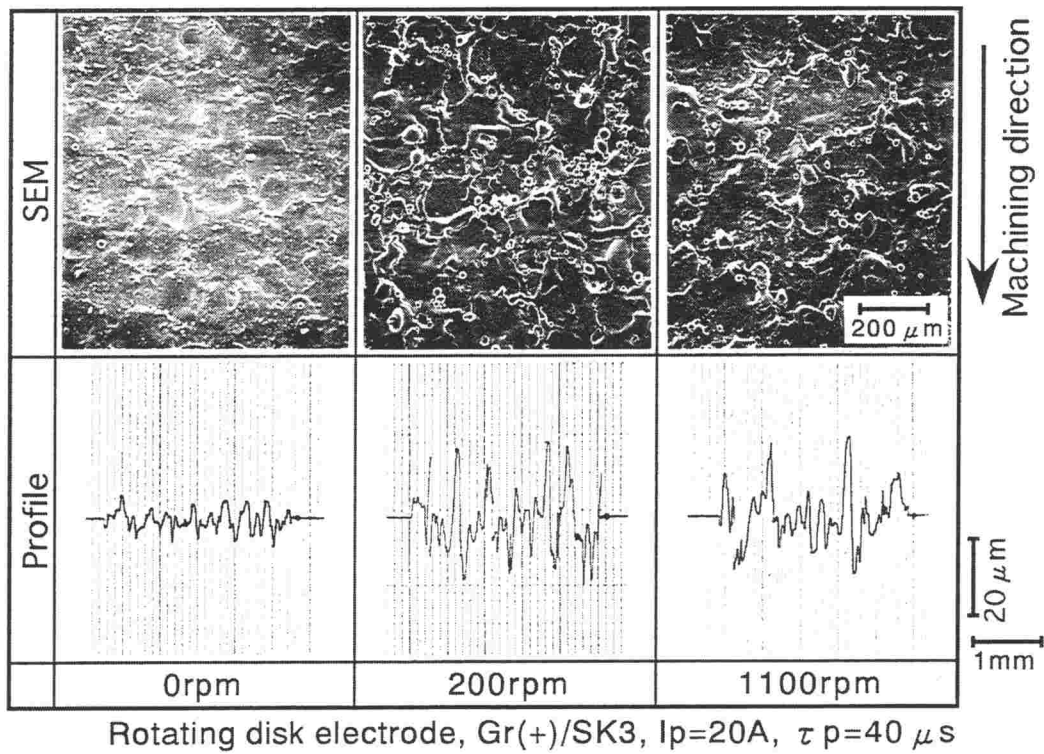 SEM
Machining direction
200 μm
Profile
20 μm
1mm
0rpm
200rpm
1100rpm
Rotating disk electrode, Gr(+)/SK3, Ip=20A, τp=40 μs